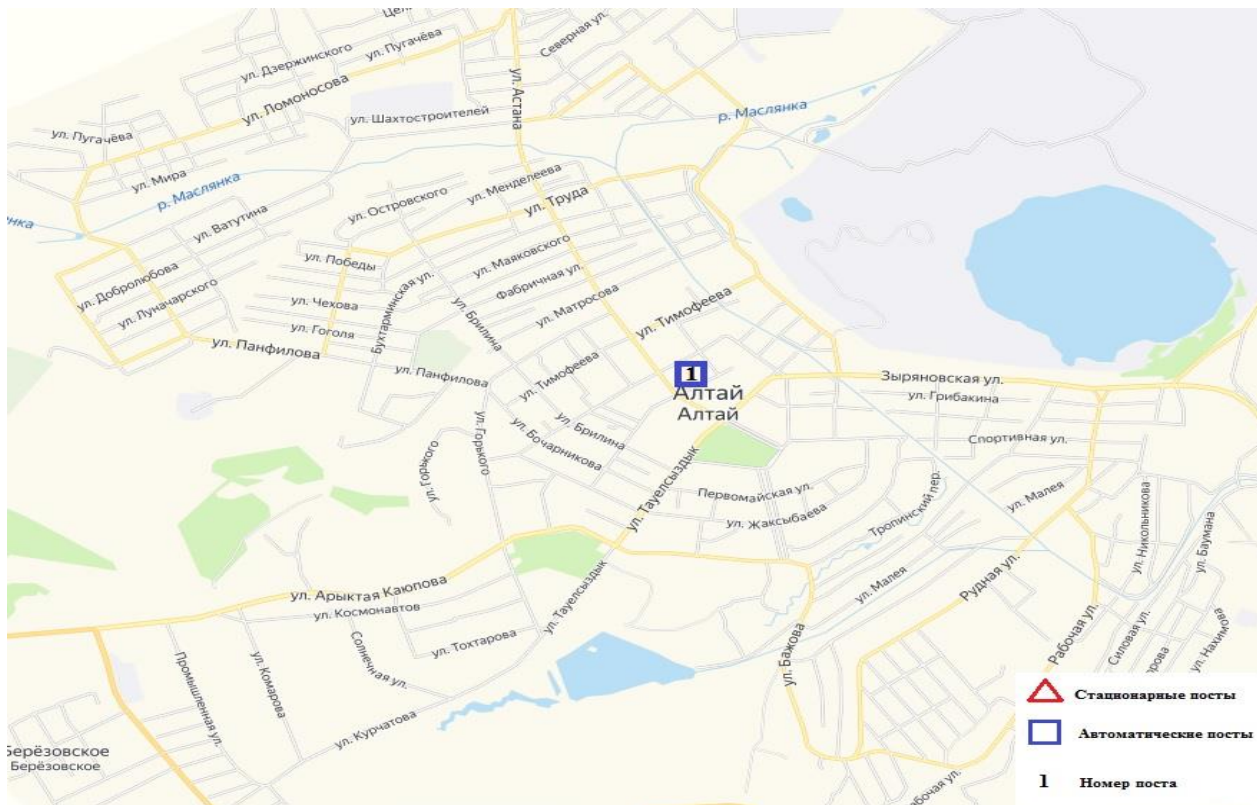 Цел
Северная ул.
ул. Пугачёва
ул. Дзержинского
ул. Ломоносова
ул. Астана
ул. Шахтостроителей
р. Маслянка
ул. Пугачёва
ул. Мира
р. Маслянка
ул. Менделеева
ул. Островского
ул. Труда
нка
ул. Ватутина
ул. Победы
ул. Маяковского
ул. Добролюбова
Фабричная ул.
ул. Луначарского
ул. Чехова
Бухтарминская ул.
ул. Брилина
ул. Матросова
ул. Тимофеева
ул. Гоголя
ул. Панфилова
ул. Панфилова
ул. Тимофеева
1
Алтай
Алтай
Зыряновская ул.
ул. Грибакина
ул. Горького
ул. Брилина
ул. Бочарникова
Спортивная ул.
ул. Горького
ул. Тауелсыздык
Первомайская ул.
ул. Жаксыбаева
Тропинский пер.
ул. Малея
ул. Никольникова
ул. Баумана
ул. Арыктая Каюпова
ул. Космонавтов
ул. Тауелсыздык
ул. Малея
Рудная ул.
ул. Тохтарова
Солнечная ул.
ул. Комарова
Промышленная ул.
ул. Бажова
Рабочая ул.
Силовая ул.
рова
ул. Нахимова
ул. Курчатова
Берёзовское
Берёзовское
бочая ул.
Стационарные посты
Автоматические посты
1 Номер поста